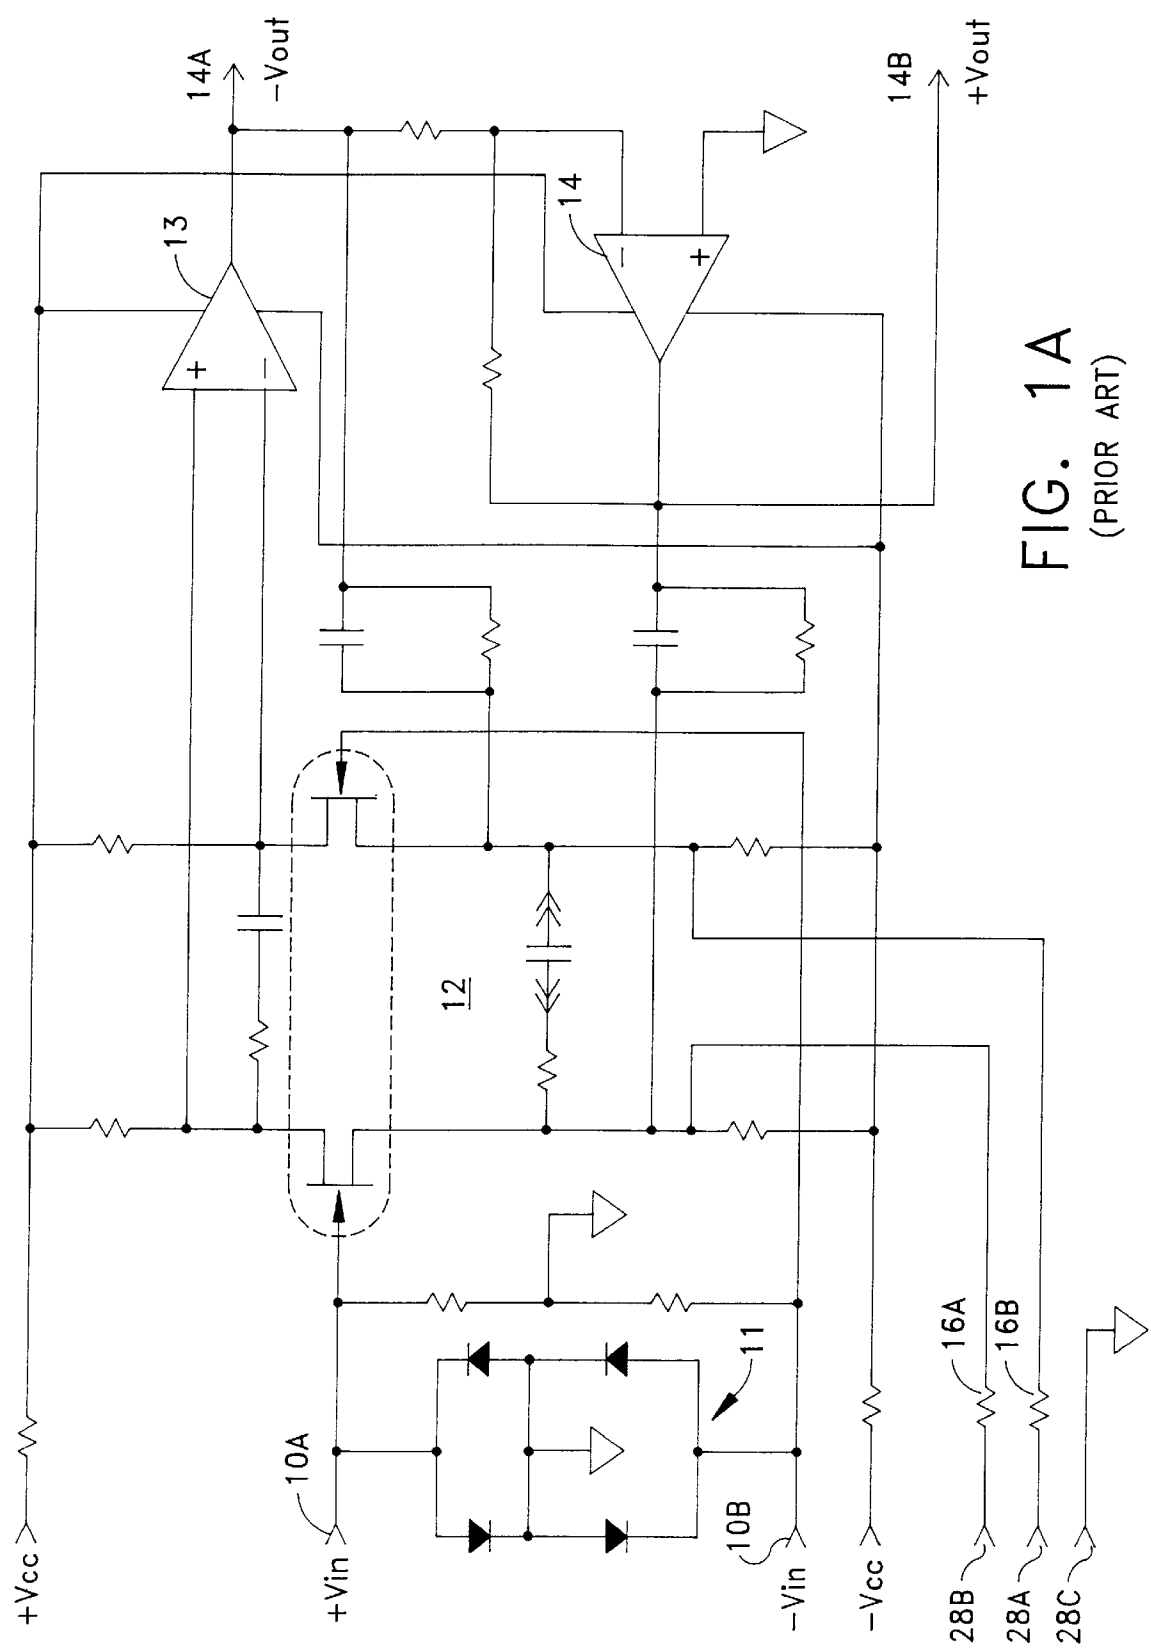 +Vcc
+Vin
10A
10B
−Vin
−Vcc
28B
28A
28C
11
16A
16B
12
13
+
−
14
−
+
14A
−Vout
14B
+Vout
FIG. 1A
(PRIOR ART)